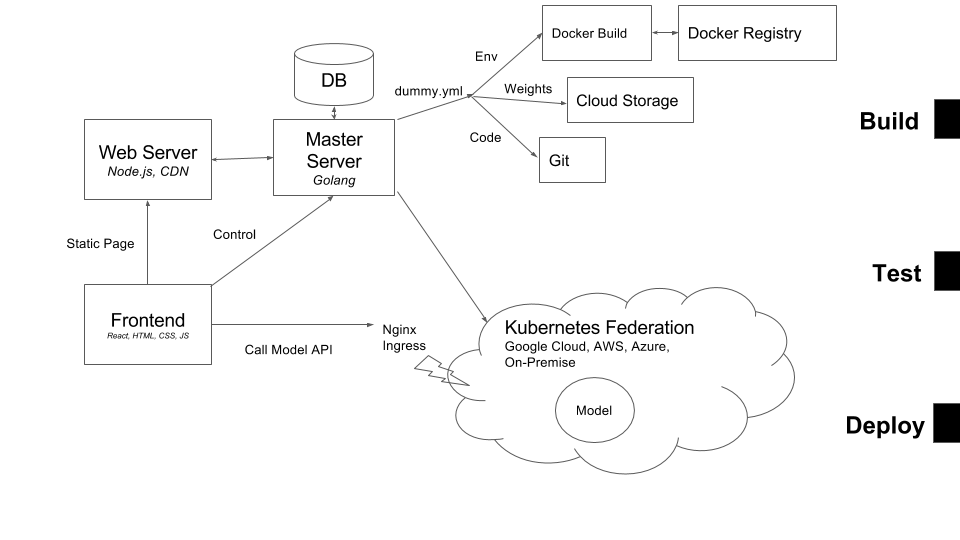 Docker Build
Docker Registry
Env
DB
dummy.yml
Weights
Cloud Storage
Build
Code
Git
Master
Server
Golang
Web Server
Node.js, CDN
Static Page
Control
Test
Frontend
React, HTML, CSS, JS
Call Model API
Nginx
Ingress
Kubernetes Federation
Google Cloud, AWS, Azure,
On-Premise
Model
Deploy